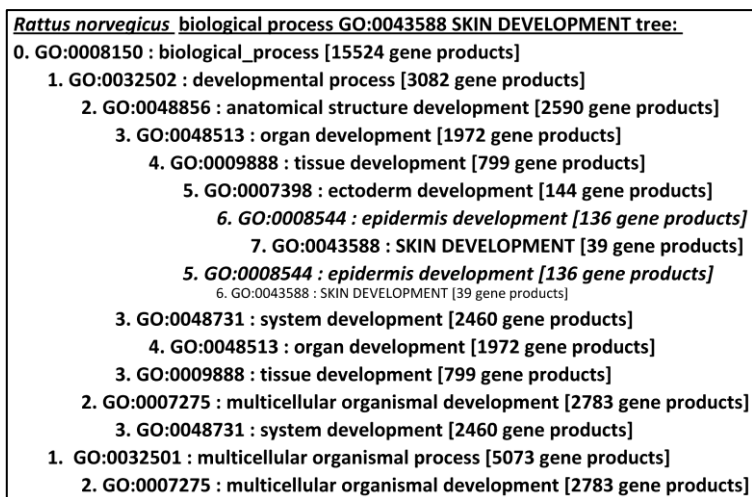 Rattus norvegicus biological process GO:0043588 SKIN DEVELOPMENT tree:
0. GO:0008150 : biological_process [15524 gene products]
1. GO:0032502 : developmental process [3082 gene products]
2. GO:0048856 : anatomical structure development [2590 gene products]
3. GO:0048513 : organ development [1972 gene products]
4. GO:0009888 : tissue development [799 gene products]
5. GO:0007398 : ectoderm development [144 gene products]
6. GO:0008544 : epidermis development [136 gene products]
7. GO:0043588 : SKIN DEVELOPMENT [39 gene products]
5. GO:0008544 : epidermis development [136 gene products]
6. GO:0043588 : SKIN DEVELOPMENT [39 gene products]
3. GO:0048731 : system development [2460 gene products]
4. GO:0048513 : organ development [1972 gene products]
3. GO:0009888 : tissue development [799 gene products]
2. GO:0007275 : multicellular organismal development [2783 gene products]
3. GO:0048731 : system development [2460 gene products]
1. GO:0032501 : multicellular organismal process [5073 gene products]
2. GO:0007275 : multicellular organismal development [2783 gene products]